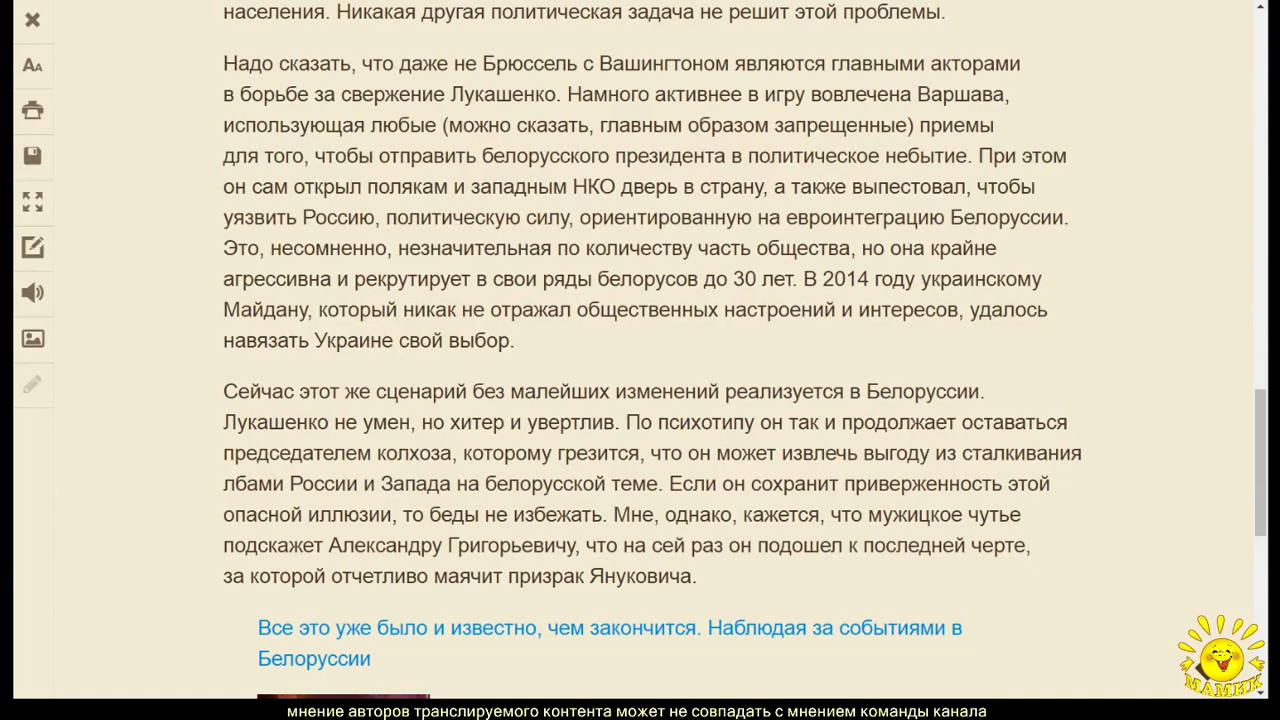 населения. Никакая другая политическая задача не решит этой проблемы.
Надо сказать, что даже не Брюссель с Вашингтоном являются главными акторами
в борьбе за свержение Лукашенко. Намного активнее в игру вовлечена Варшава,
использующая любые (можно сказать, главным образом запрещенные) приемы
для того, чтобы отправить белорусского президента в политическое небытие. При этом
он сам открыл полякам и западным НКО дверь в страну, а также выпестовал, чтобы
уязвить Россию, политическую силу, ориентированную на евроинтеграцию Белоруссии.
Это, несомненно, незначительная по количеству часть общества, но она крайне
агрессивна и рекрутирует в свои ряды белорусов до 30 лет. В 2014 году украинскому
Майдану, который никак не отражал общественных настроений и интересов, удалось
навязать Украине свой выбор.
Сейчас этот же сценарий без малейших изменений реализуется в Белоруссии.
Лукашенко не умен, но хитер и увертлив. По психотипу он так и продолжает оставаться
председателем колхоза, которому грезится, что он может извлечь выгоду из сталкивания
лбами России и Запада на белорусской теме. Если он сохранит приверженность этой
опасной иллюзии, то беды не избежать. Мне, однако, кажется, что мужицкое чутье
подскажет Александру Григорьевичу, что на сей раз он подошел к последней черте,
за которой отчетливо маячит призрак Януковича.
Все это уже было и известно, чем закончится. Наблюдая за событиями в
Белоруссии
МАМИК
мнение авторов транслируемого контента может не совпадать с мнением команды канала